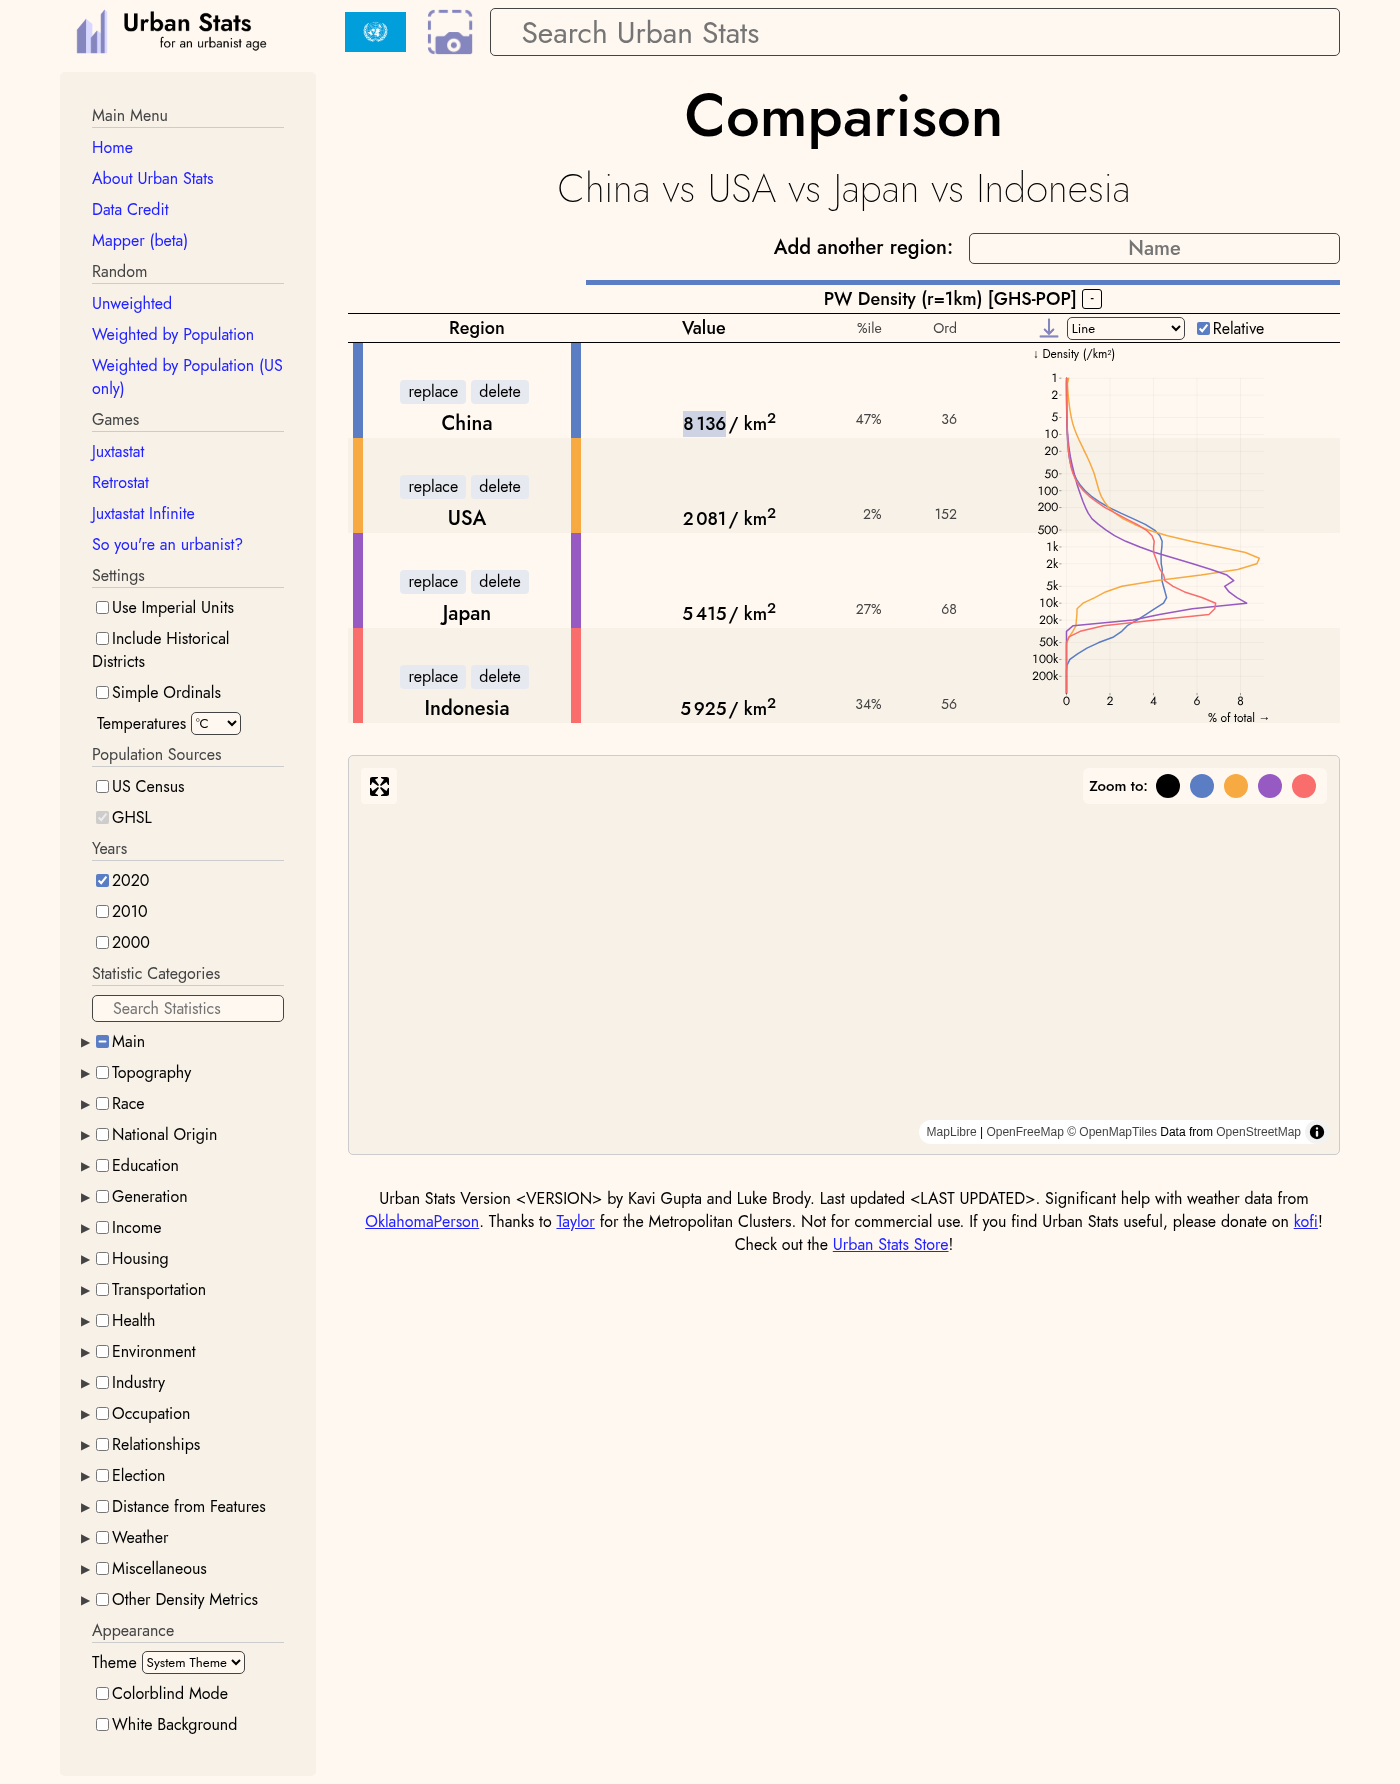 Urban Stats
for an urbanist age
Search Urban Stats
Main Menu
Home
About Urban Stats
Data Credit
Mapper (beta)
Random
Unweighted
Weighted by Population
Weighted by Population (US
only)
Games
Juxtastat
Retrostat
Juxtastat Infinite
So you're an urbanist?
Settings
Use Imperial Units
Include Historical
Districts
Simple Ordinals
Temperatures °C
Population Sources
US Census
GHSL
Years
2020
2010
2000
Statistic Categories
Search Statistics
▶ Main
▶ Topography
▶ Race
▶ National Origin
▶ Education
▶ Generation
▶ Income
▶ Housing
▶ Transportation
▶ Health
▶ Environment
▶ Industry
▶ Occupation
▶ Relationships
▶ Election
▶ Distance from Features
▶ Weather
▶ Miscellaneous
▶ Other Density Metrics
Appearance
Theme System Theme
Colorblind Mode
White Background
Comparison
China vs USA vs Japan vs Indonesia
Add another region: Name
PW Density (r=1km) [GHS-POP] -
Region Value %ile Ord Line Relative
replace delete
China 8 136 / km² 47% 36
replace delete
USA 2 081 / km² 2% 152
replace delete
Japan 5 415 / km² 27% 68
replace delete
Indonesia 5 925 / km² 34% 56
↓ Density (/km²)
1
2
5
10
20
50
100
200
500
1k
2k
5k
10k
20k
50k
100k
200k
0 2 4 6 8
% of total →
Zoom to:
MapLibre | OpenFreeMap © OpenMapTiles Data from OpenStreetMap
Urban Stats Version <VERSION> by Kavi Gupta and Luke Brody. Last updated <LAST UPDATED>. Significant help with weather data from
OklahomaPerson. Thanks to Taylor for the Metropolitan Clusters. Not for commercial use. If you find Urban Stats useful, please donate on kofi!
Check out the Urban Stats Store!